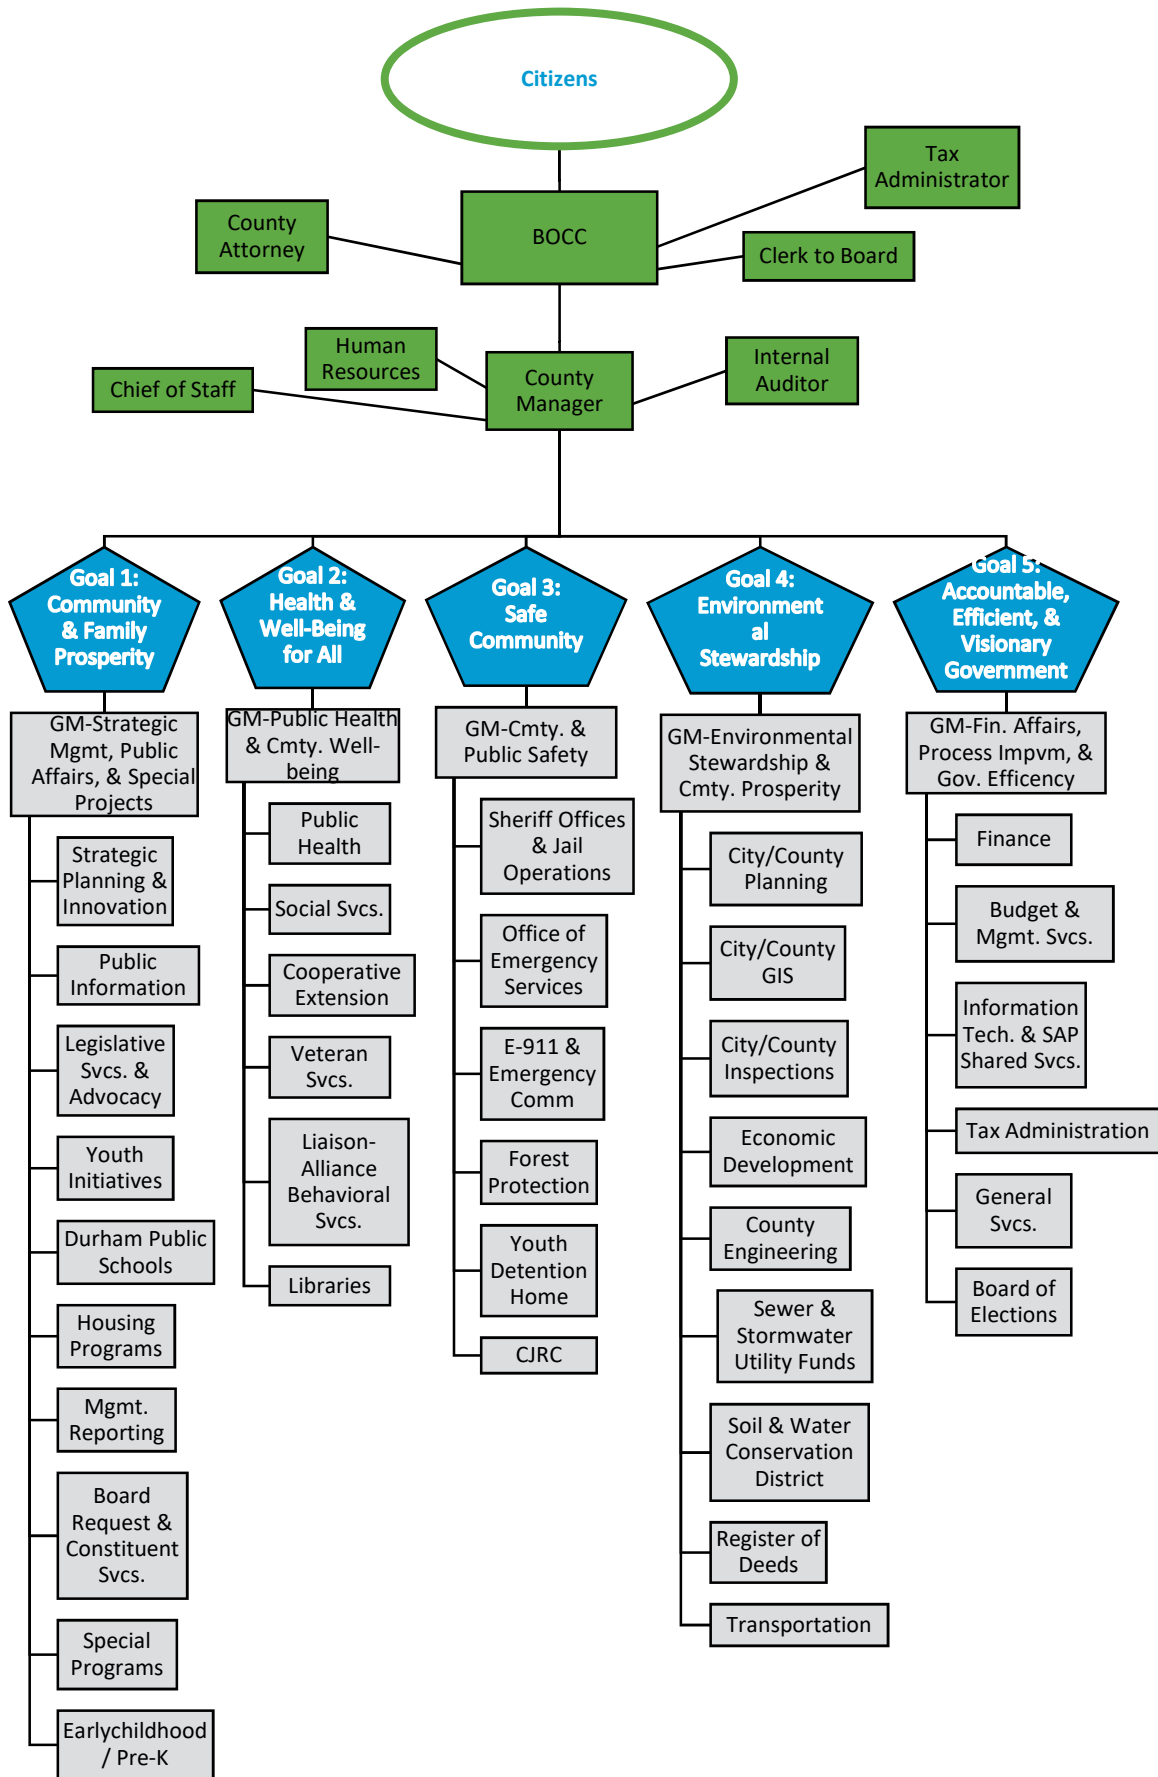 Citizens
Tax
Administrator
County
Attorney
BOCC
Clerk to Board
Human
Resources
Internal
Auditor
Chief of Staff
County
Manager
Goal 1:
Community
& Family
Prosperity
Goal 2:
Health &
Well-Being
for All
Goal 3:
Safe
Community
Goal 4:
Environment
al
Stewardship
Goal 5:
Accountable,
Efficient, &
Visionary
Government
GM-Strategic
Mgmt, Public
Affairs, & Special
Projects
Strategic
Planning &
Innovation
Public
Information
Legislative
Svcs. &
Advocacy
Youth
Initiatives
Durham Public
Schools
Housing
Programs
Mgmt.
Reporting
Board
Request &
Constituent
Svcs.
Special
Programs
Earlychildhood
/ Pre-K
GM-Public Health
& Cmty. Well-
being
Public
Health
Social Svcs.
Cooperative
Extension
Veteran
Svcs.
Liaison-
Alliance
Behavioral
Svcs.
Libraries
GM-Cmty. &
Public Safety
Sheriff Offices
& Jail
Operations
Office of
Emergency
Services
E-911 &
Emergency
Comm
Forest
Protection
Youth
Detention
Home
CJRC
GM-Environmental
Stewardship &
Cmty. Prosperity
City/County
Planning
City/County
GIS
City/County
Inspections
Economic
Development
County
Engineering
Sewer &
Stormwater
Utility Funds
Soil & Water
Conservation
District
Register of
Deeds
Transportation
GM-Fin. Affairs,
Process Impvm, &
Gov. Efficency
Finance
Budget &
Mgmt. Svcs.
Information
Tech. & SAP
Shared Svcs.
Tax Administration
General
Svcs.
Board of
Elections